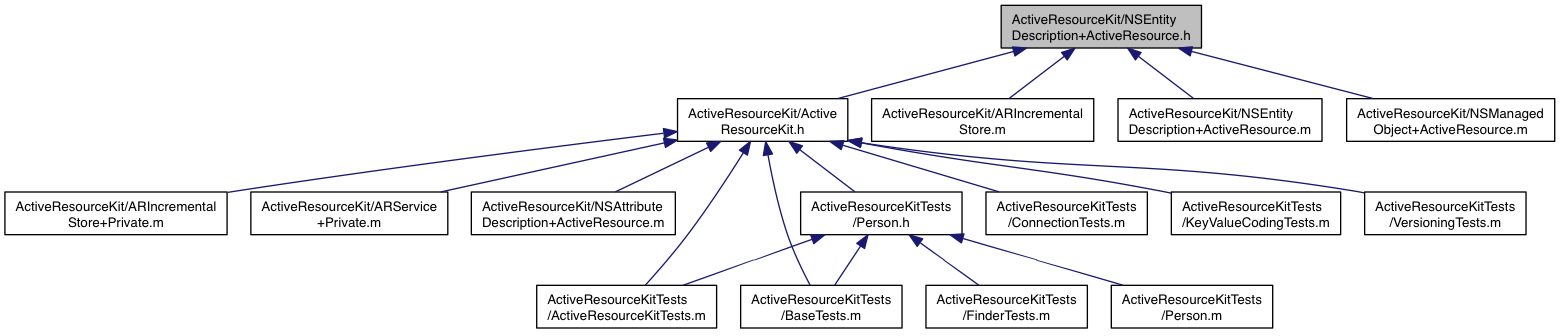 ActiveResourceKit/NSEntity
Description+ActiveResource.h
ActiveResourceKit/Active
ResourceKit.h
ActiveResourceKit/ARIncremental
Store.m
ActiveResourceKit/NSEntity
Description+ActiveResource.m
ActiveResourceKit/NSManaged
Object+ActiveResource.m
ActiveResourceKit/ARIncremental
Store+Private.m
ActiveResourceKit/ARService
+Private.m
ActiveResourceKit/NSAttribute
Description+ActiveResource.m
ActiveResourceKitTests
/Person.h
ActiveResourceKitTests
/ConnectionTests.m
ActiveResourceKitTests
/KeyValueCodingTests.m
ActiveResourceKitTests
/VersioningTests.m
ActiveResourceKitTests
/ActiveResourceKitTests.m
ActiveResourceKitTests
/BaseTests.m
ActiveResourceKitTests
/FinderTests.m
ActiveResourceKitTests
/Person.m